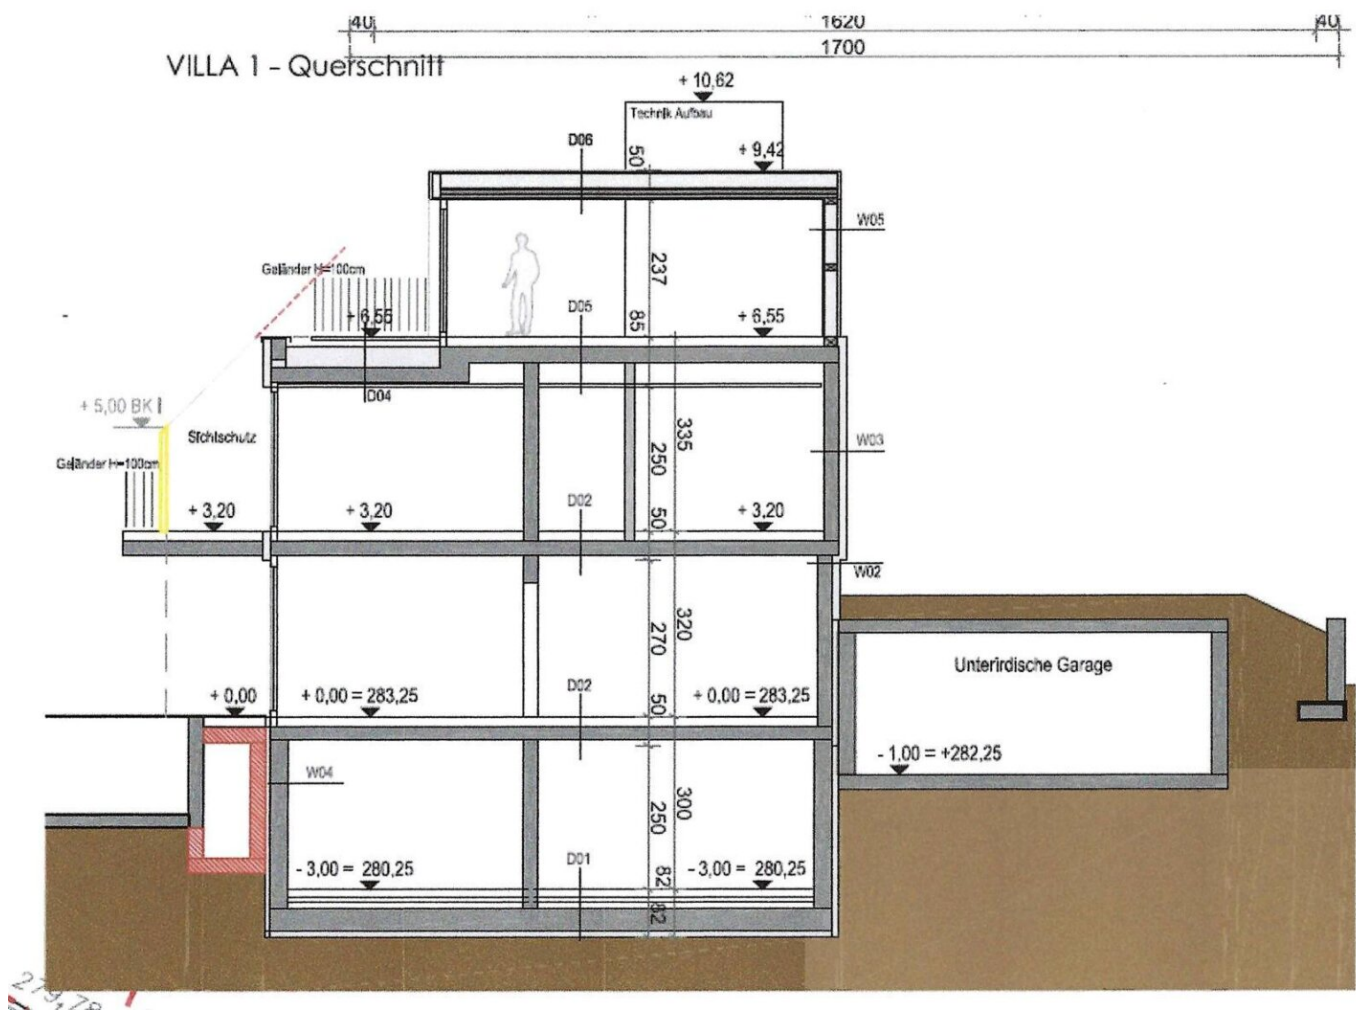 40 1620 40
1700
VILLA 1 - Querschnitt
+ 10,62
Technik Aufbau
D06
50
+ 9,42
W05
237
Geländer H=100cm
D05
85
+ 6,55
+ 6,55
D04
+ 5,00 BK
Sichtschutz
335
W03
Geländer H=100cm
250
D02
+ 3,20
+ 3,20
+ 3,20
50
W02
320
270
Unterirdische Garage
D02
+ 0,00
+ 0,00 = 283,25
+ 0,00 = 283,25
50
- 1,00 = +282,25
W04
300
250
D01
- 3,00 = 280,25
- 3,00 = 280,25
82
82
279,78